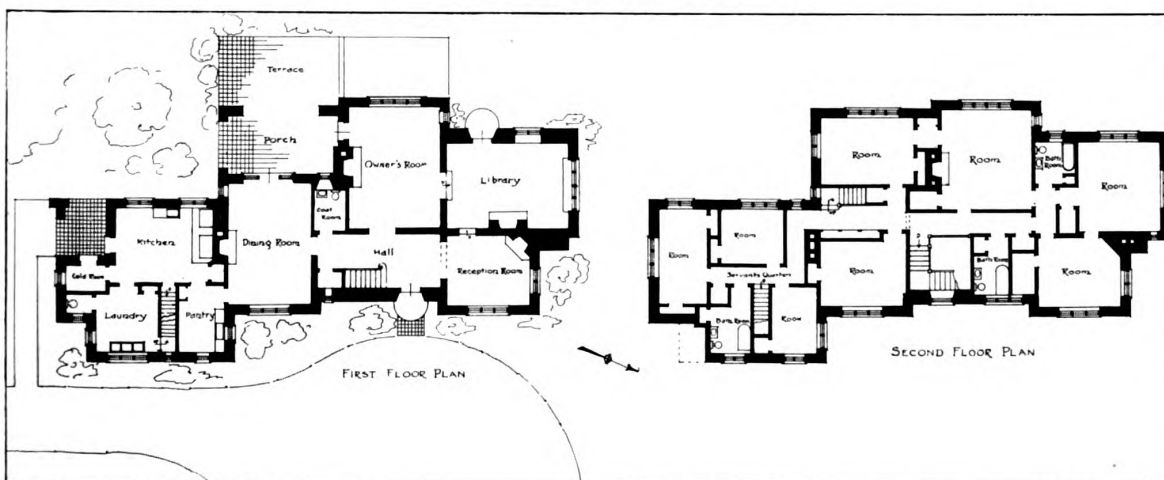 Terrace
Porch
Owner's Room
Library
Coat
Room
Kitchen
Dining Room
Hall
Reception Room
Cold Room
Laundry
Pantry
FIRST FLOOR PLAN
Room
Room
Bath
Room
Room
Room
Room
Servants Quarters
Room
Bath Room
Room
Bath Room
Room
SECOND FLOOR PLAN